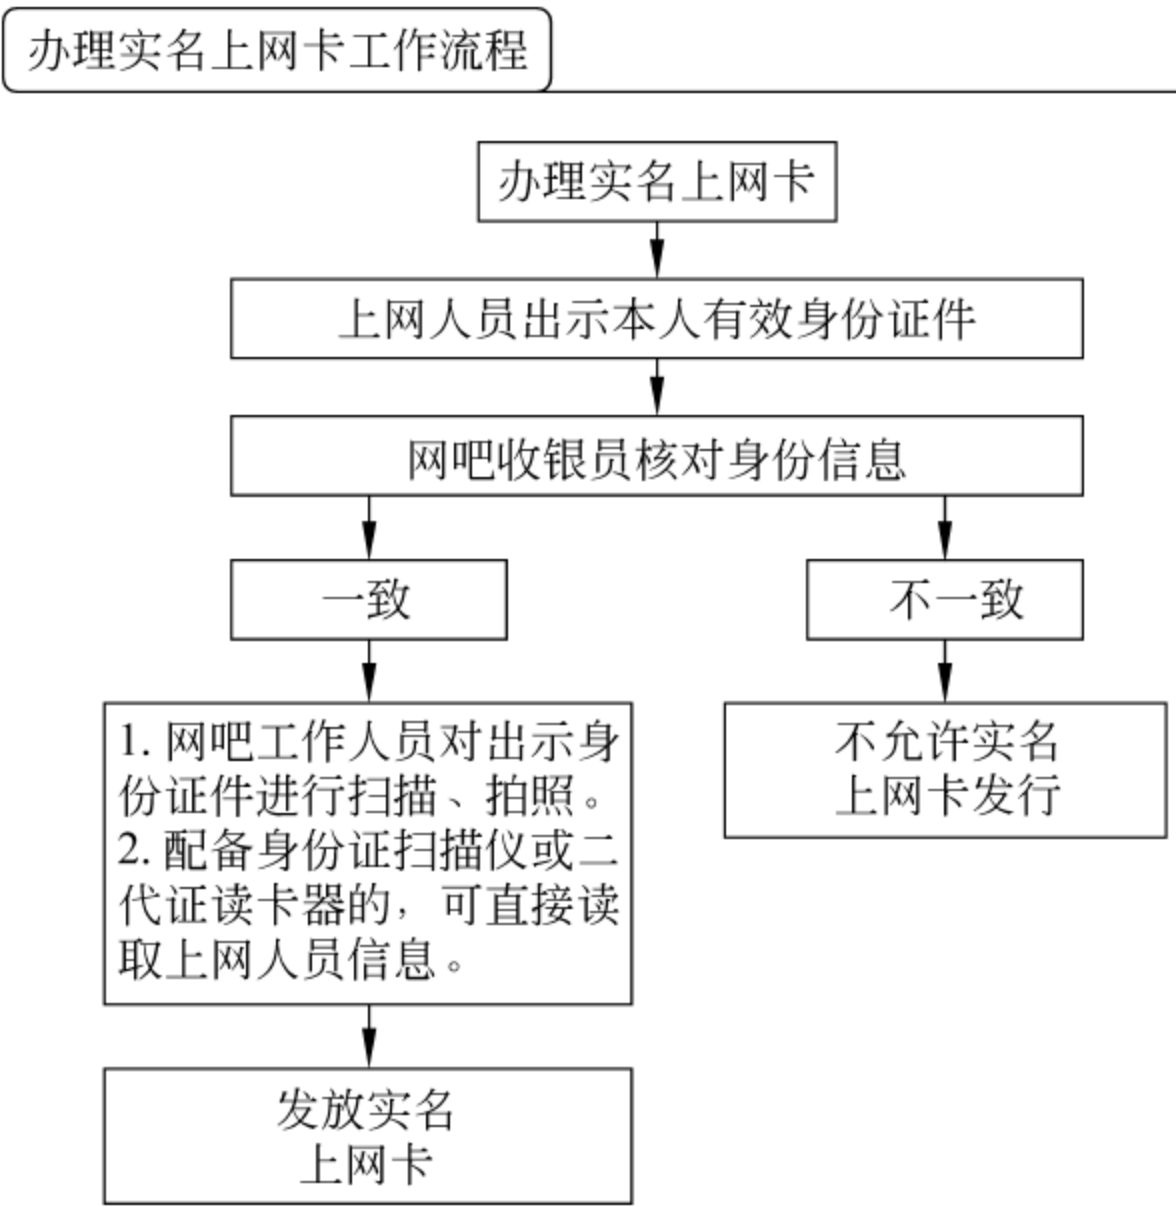 办理实名上网卡工作流程
办理实名上网卡
上网人员出示本人有效身份证件
网吧收银员核对身份信息
一致
不一致
1. 网吧工作人员对出示身
份证件进行扫描、拍照。
2. 配备身份证扫描仪或二
代证读卡器的，可直接读
取上网人员信息。
不允许实名
上网卡发行
发放实名
上网卡